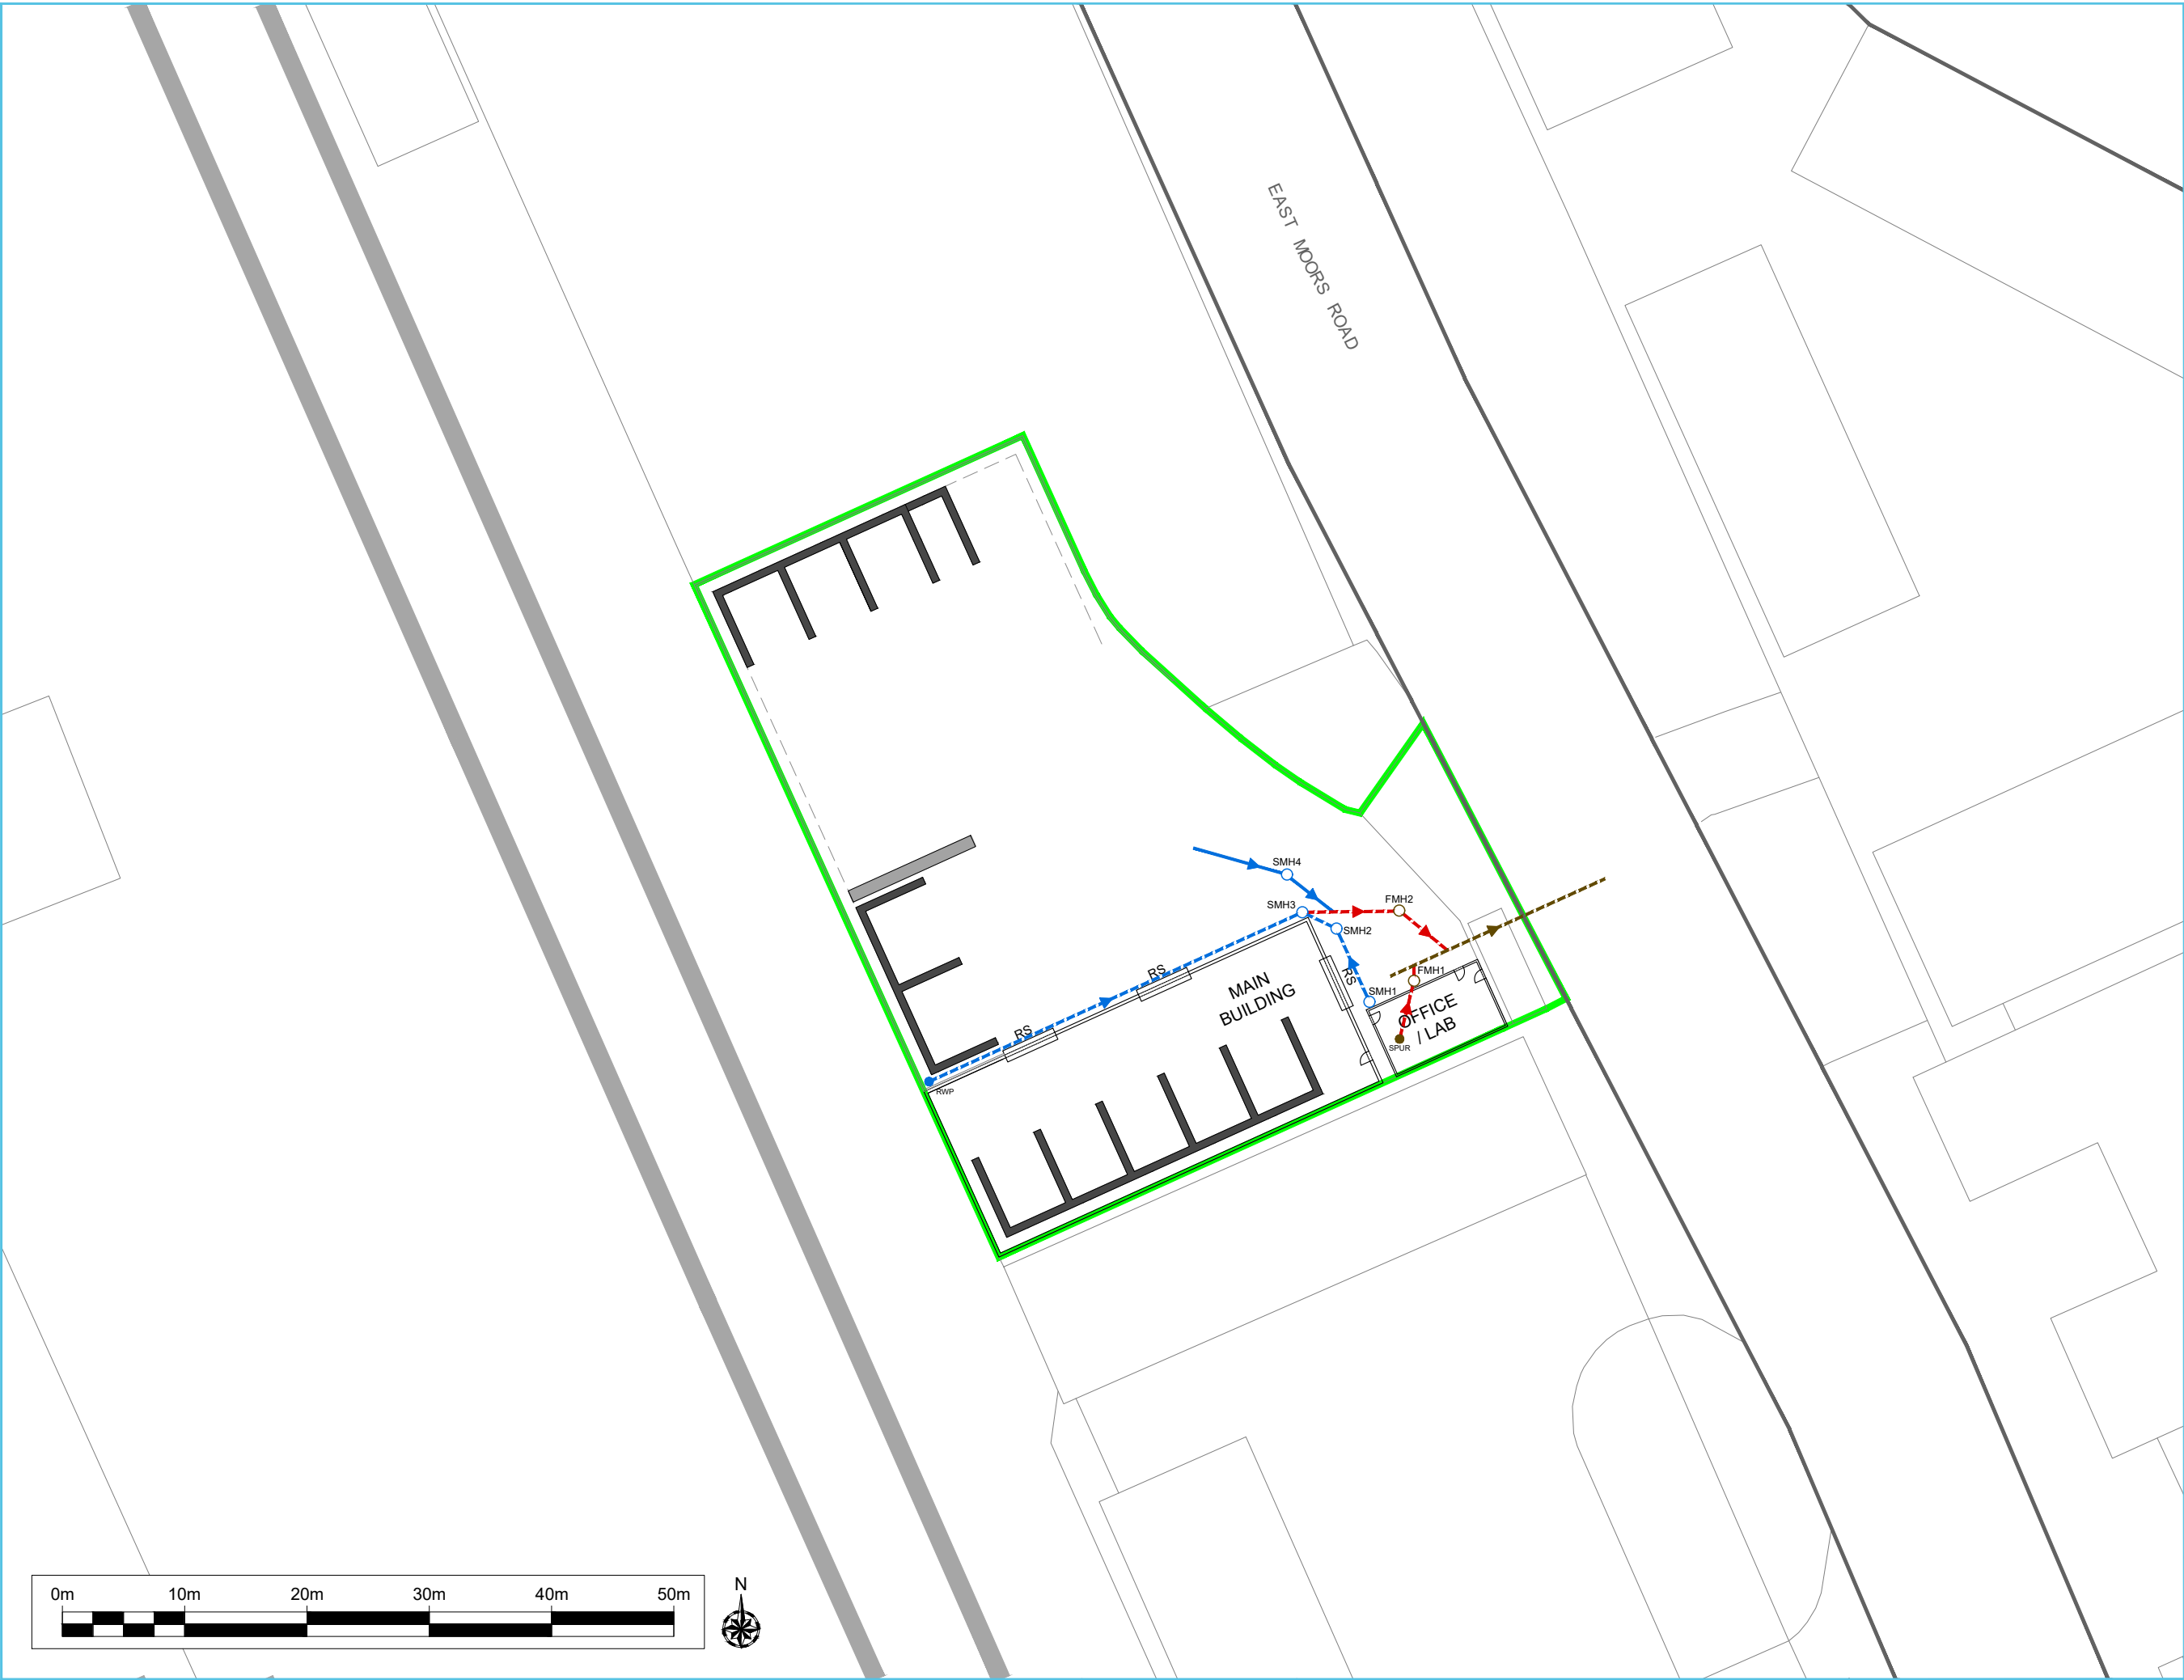 EAST MOORS ROAD
SMH4
SMH3
FMH2
SMH2
RS
FMH1
RS
SMH1
MAIN
BUILDING
OFFICE
/ LAB
RS
SPUR
RWP
0m 10m 20m 30m 40m 50m
N